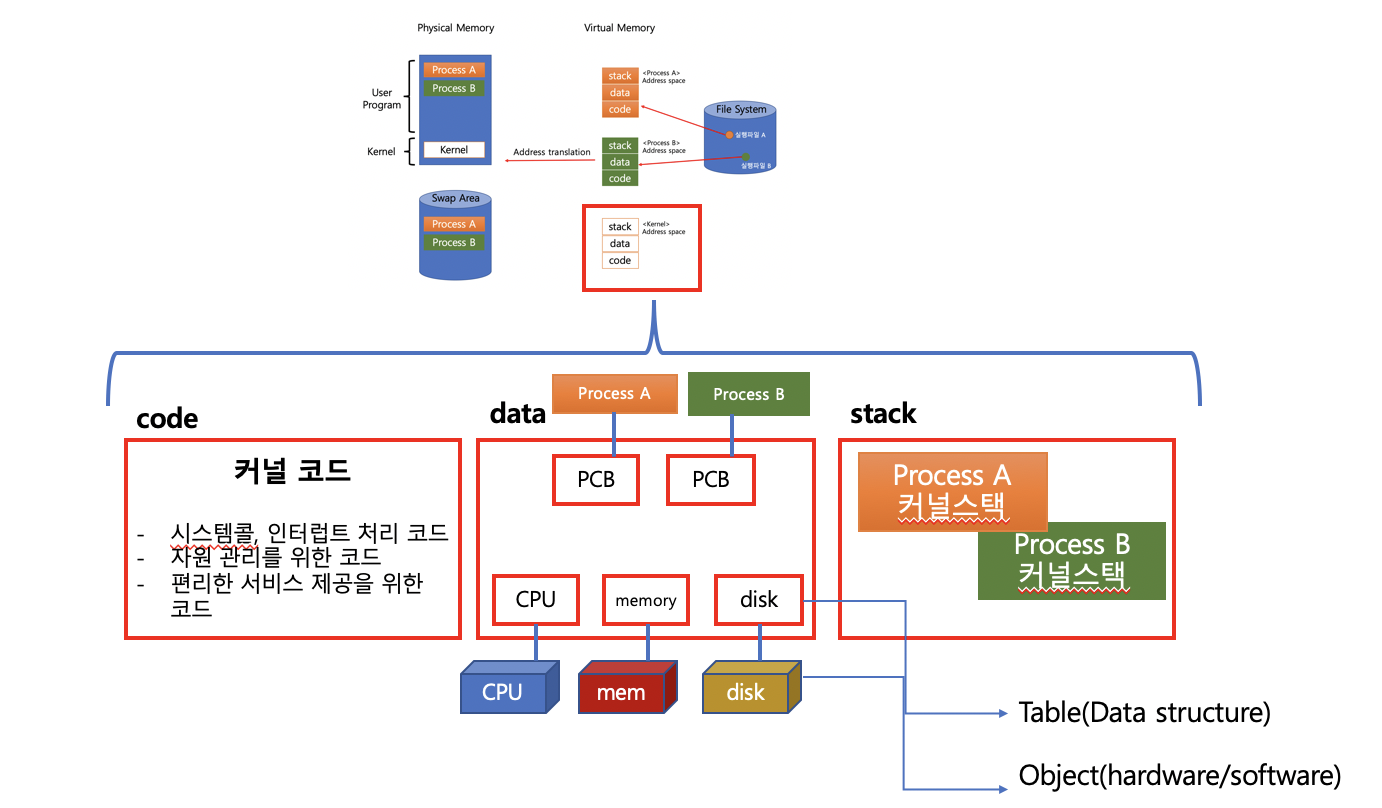 Physical Memory
Virtual Memory
Process A
Process B
User
Program
Kernel
Kernel
Swap Area
Process A
Process B
Address translation
stack
data
code
<Process A>
Address space
stack
data
code
<Process B>
Address space
File System
실행파일 A
실행파일 B
stack
data
code
<Kernel>
Address space
code
커널 코드
- 시스템콜, 인터럽트 처리 코드
- 자원 관리를 위한 코드
- 편리한 서비스 제공을 위한
코드
data
Process A
Process B
PCB
PCB
CPU
memory
disk
CPU
mem
disk
stack
Process A
커널스택
Process B
커널스택
Table(Data structure)
Object(hardware/software)